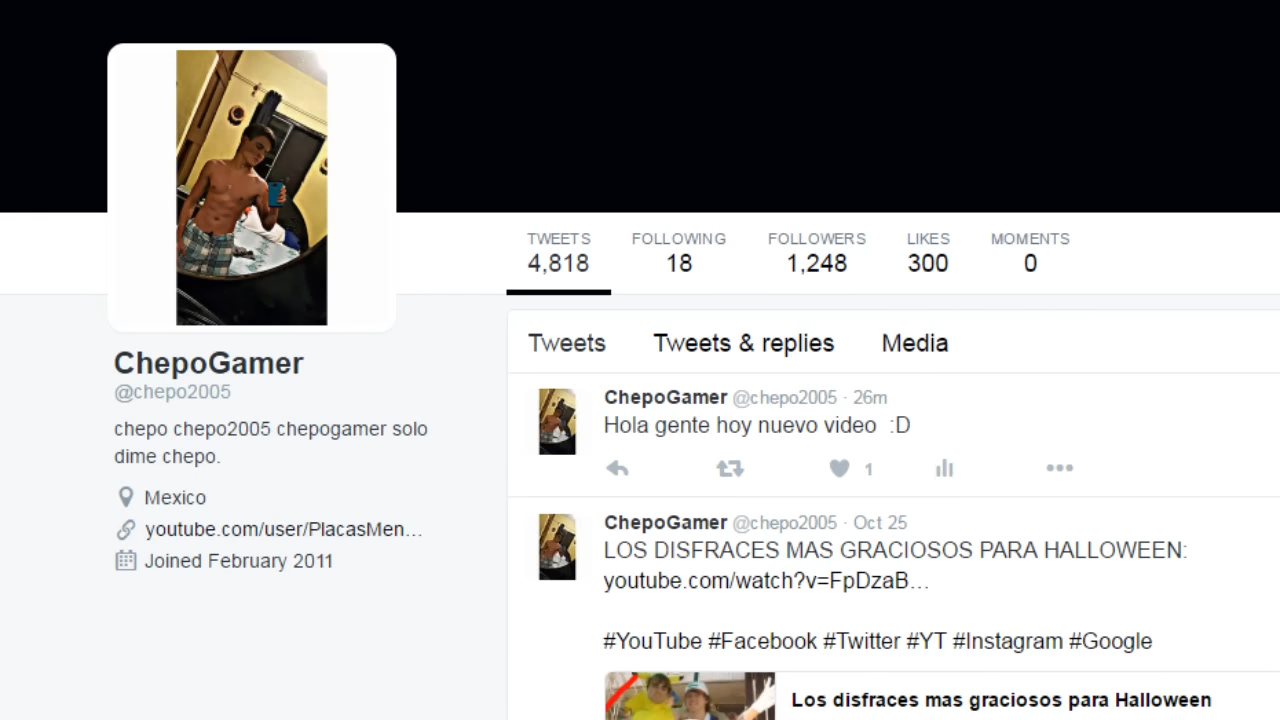 TWEETS FOLLOWING FOLLOWERS LIKES MOMENTS
4,818 18 1,248 300 0
Tweets Tweets & replies Media
ChepoGamer
@chepo2005
chepo chepo2005 chepogamer solo
dime chepo.
Mexico
youtube.com/user/PlacasMen...
Joined February 2011
ChepoGamer @chepo2005 · 26m
Hola gente hoy nuevo video :D
1
ChepoGamer @chepo2005 · Oct 25
LOS DISFRACES MAS GRACIOSOS PARA HALLOWEEN:
youtube.com/watch?v=FpDzaB...
#YouTube #Facebook #Twitter #YT #Instagram #Google
Los disfraces mas graciosos para Halloween